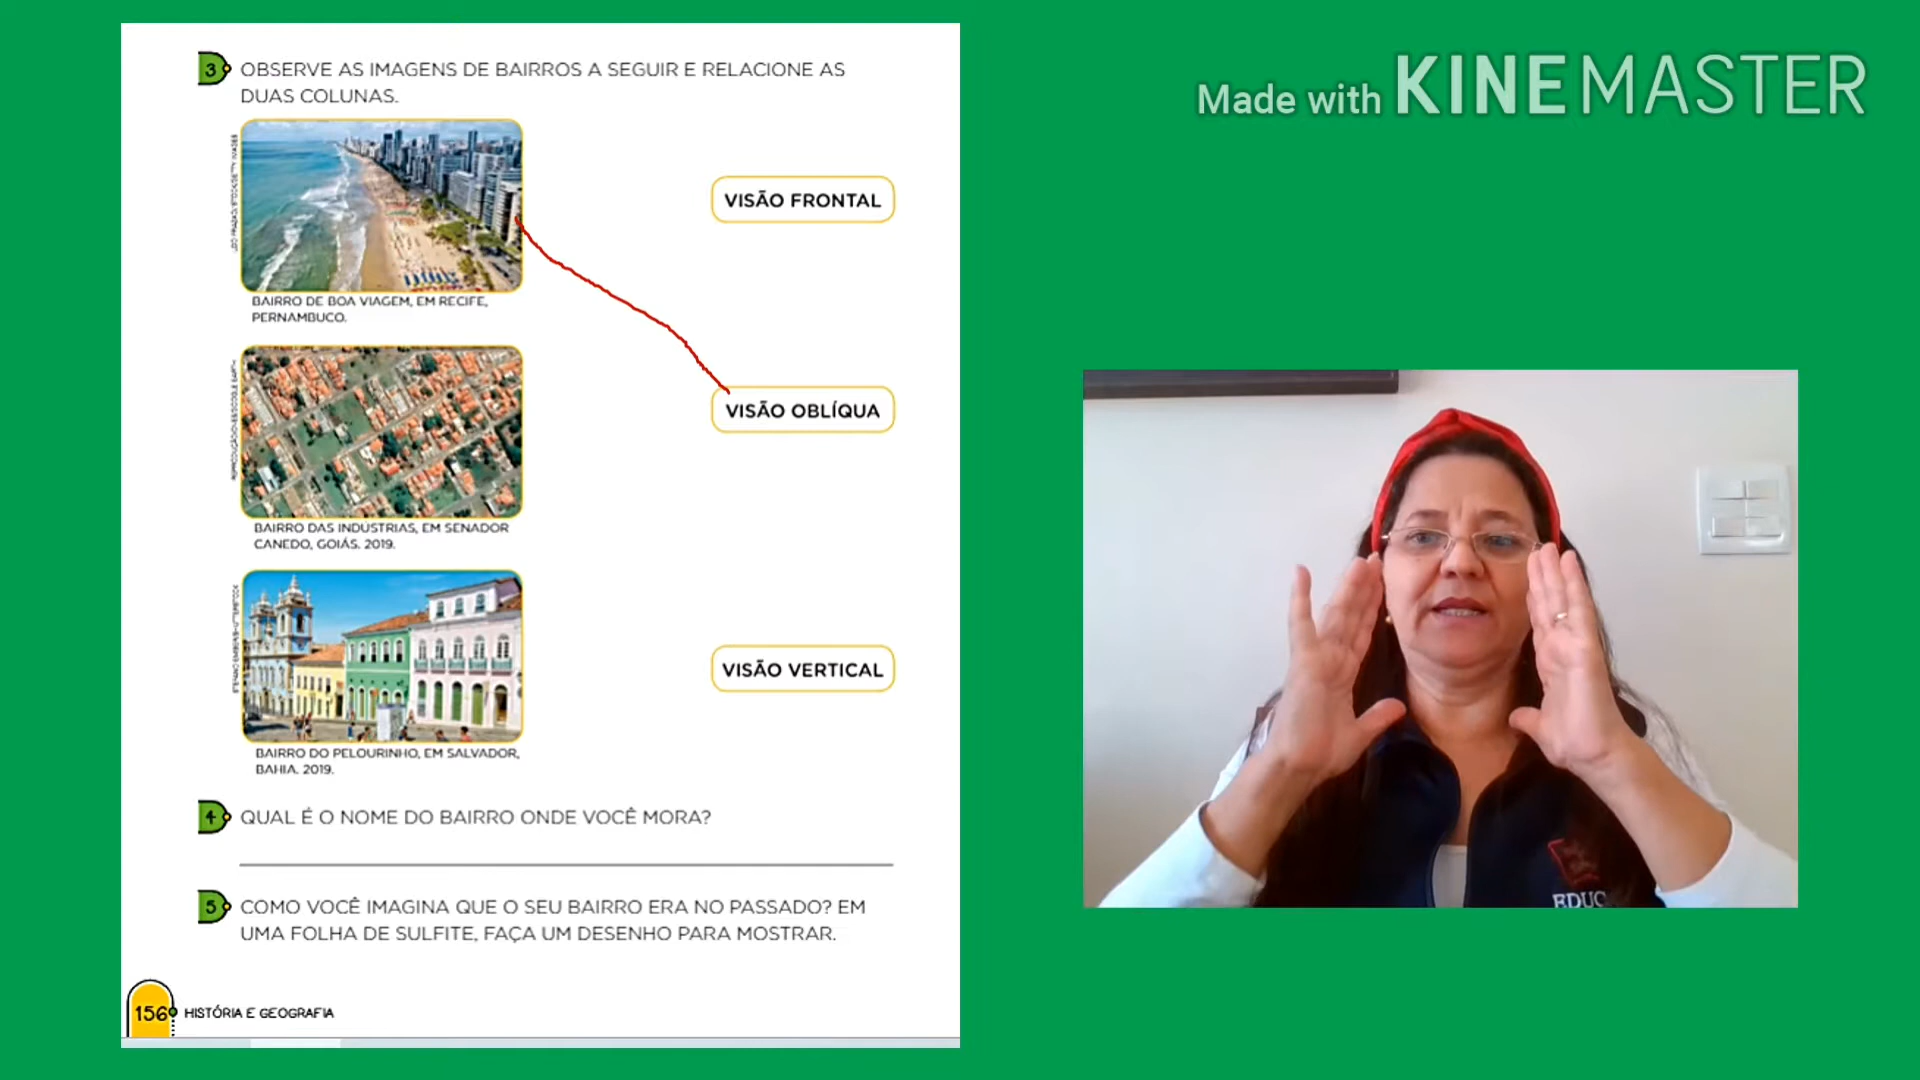 3 OBSERVE AS IMAGENS DE BAIRROS A SEGUIR E RELACIONE AS
DUAS COLUNAS.
BAIRRO DE BOA VIAGEM, EM RECIFE,
PERNAMBUCO.
VISÃO FRONTAL
BAIRRO DAS INDÚSTRIAS, EM SENADOR
CANEDO, GOIÁS. 2019.
VISÃO OBLÍQUA
BAIRRO DO PELOURINHO, EM SALVADOR,
BAHIA. 2019.
VISÃO VERTICAL
4 QUAL É O NOME DO BAIRRO ONDE VOCÊ MORA?
5 COMO VOCÊ IMAGINA QUE O SEU BAIRRO ERA NO PASSADO? EM
UMA FOLHA DE SULFITE, FAÇA UM DESENHO PARA MOSTRAR.
156 HISTÓRIA E GEOGRAFIA
Made with KINEMASTER
EDUC